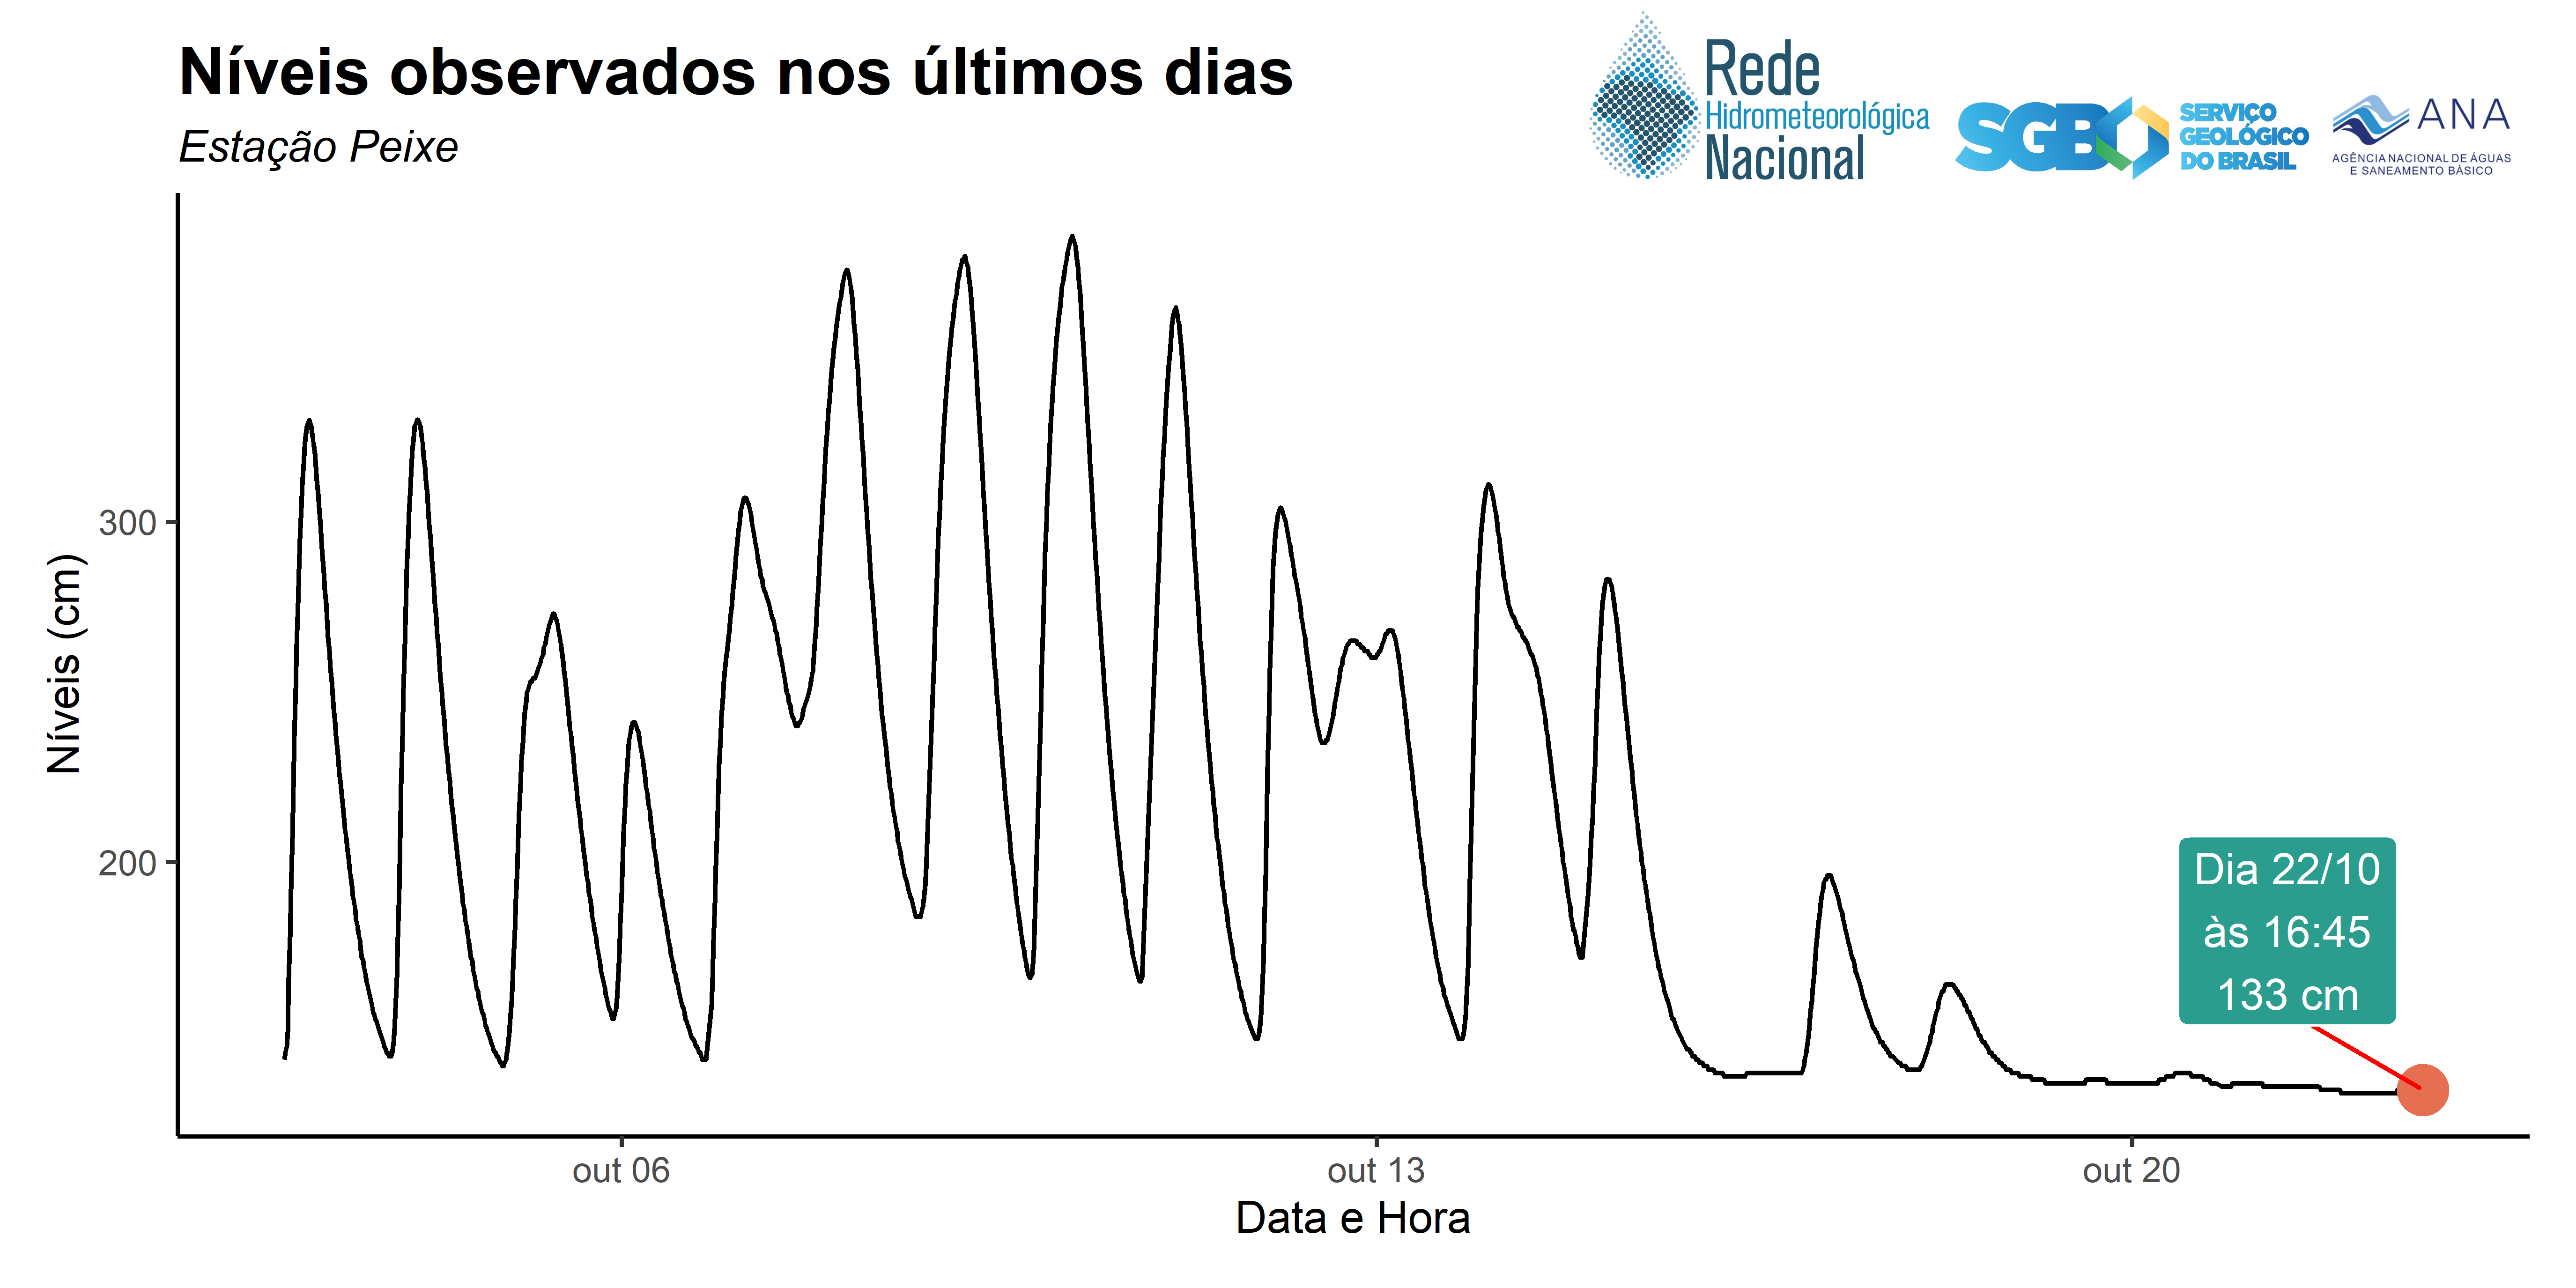 Níveis observados nos últimos dias
Estação Peixe
Rede
Hidrometeorológica
Nacional
SGB
SERVIÇO
GEOLÓGICO
DO BRASIL
ANA
AGÊNCIA NACIONAL DE ÁGUAS
E SANEAMENTO BÁSICO
Níveis (cm)
300
200
Dia 22/10
às 16:45
133 cm
out 06
out 13
out 20
Data e Hora